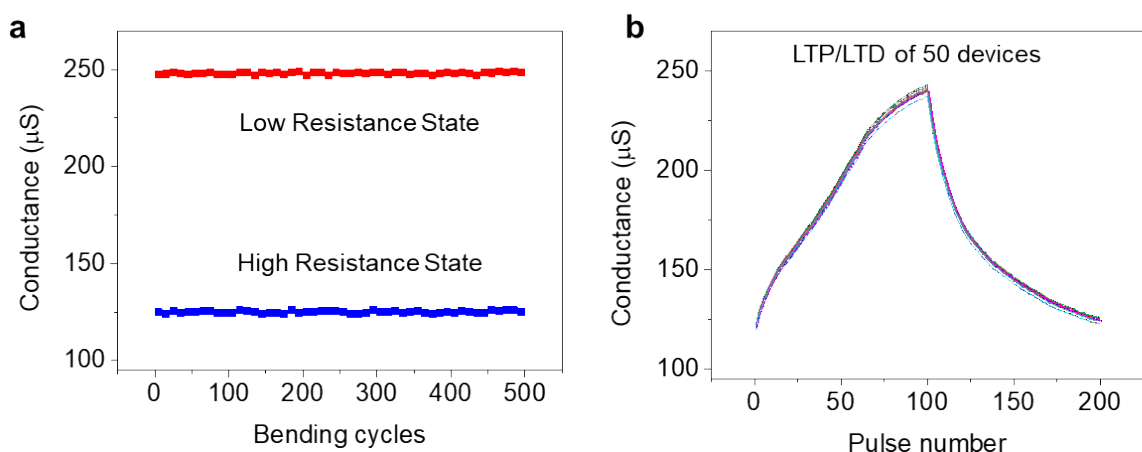 a
250
200
150
100
Conductance (μS)
Low Resistance State
High Resistance State
0 100 200 300 400 500
Bending cycles
b
LTP/LTD of 50 devices
250
200
150
100
Conductance (μS)
0 50 100 150 200
Pulse number